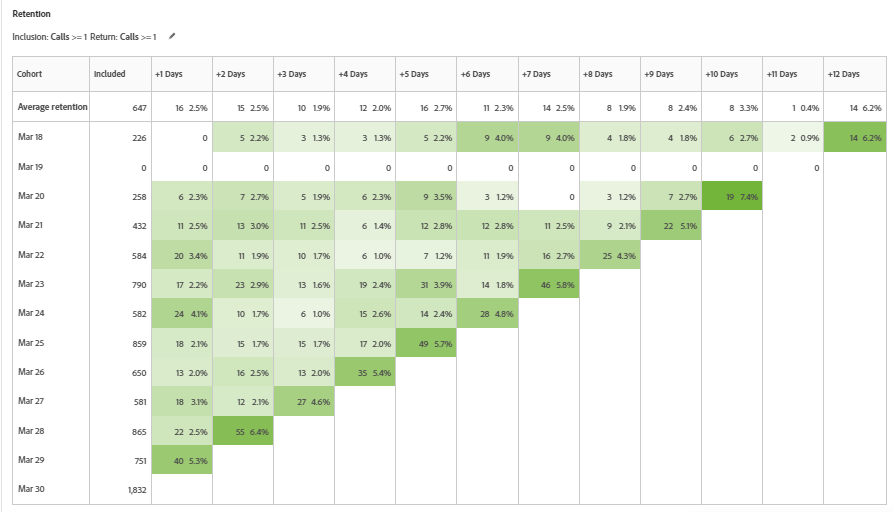 Retention
Inclusion: Calls >= 1 Return: Calls >= 1
Cohort Included +1 Days +2 Days +3 Days +4 Days +5 Days +6 Days +7 Days +8 Days +9 Days +10 Days +11 Days +12 Days
Average retention 647 16 2.5% 15 2.5% 10 1.9% 12 2.0% 16 2.7% 11 2.3% 14 2.5% 8 1.9% 8 2.4% 8 3.3% 1 0.4% 14 6.2%
Mar 18 226 0 5 2.2% 3 1.3% 3 1.3% 5 2.2% 9 4.0% 9 4.0% 4 1.8% 4 1.8% 6 2.7% 2 0.9% 14 6.2%
Mar 19 0 0 0 0 0 0 0 0 0 0 0 0
Mar 20 258 6 2.3% 7 2.7% 5 1.9% 6 2.3% 9 3.5% 3 1.2% 0 3 1.2% 7 2.7% 19 7.4%
Mar 21 432 11 2.5% 13 3.0% 11 2.5% 6 1.4% 12 2.8% 12 2.8% 11 2.5% 9 2.1% 22 5.1%
Mar 22 584 20 3.4% 11 1.9% 10 1.7% 6 1.0% 7 1.2% 11 1.9% 16 2.7% 25 4.3%
Mar 23 790 17 2.2% 23 2.9% 13 1.6% 19 2.4% 31 3.9% 14 1.8% 46 5.8%
Mar 24 582 24 4.1% 10 1.7% 6 1.0% 15 2.6% 14 2.4% 28 4.8%
Mar 25 859 18 2.1% 15 1.7% 15 1.7% 17 2.0% 49 5.7%
Mar 26 650 13 2.0% 16 2.5% 13 2.0% 35 5.4%
Mar 27 581 18 3.1% 12 2.1% 27 4.6%
Mar 28 865 22 2.5% 55 6.4%
Mar 29 751 40 5.3%
Mar 30 1,832